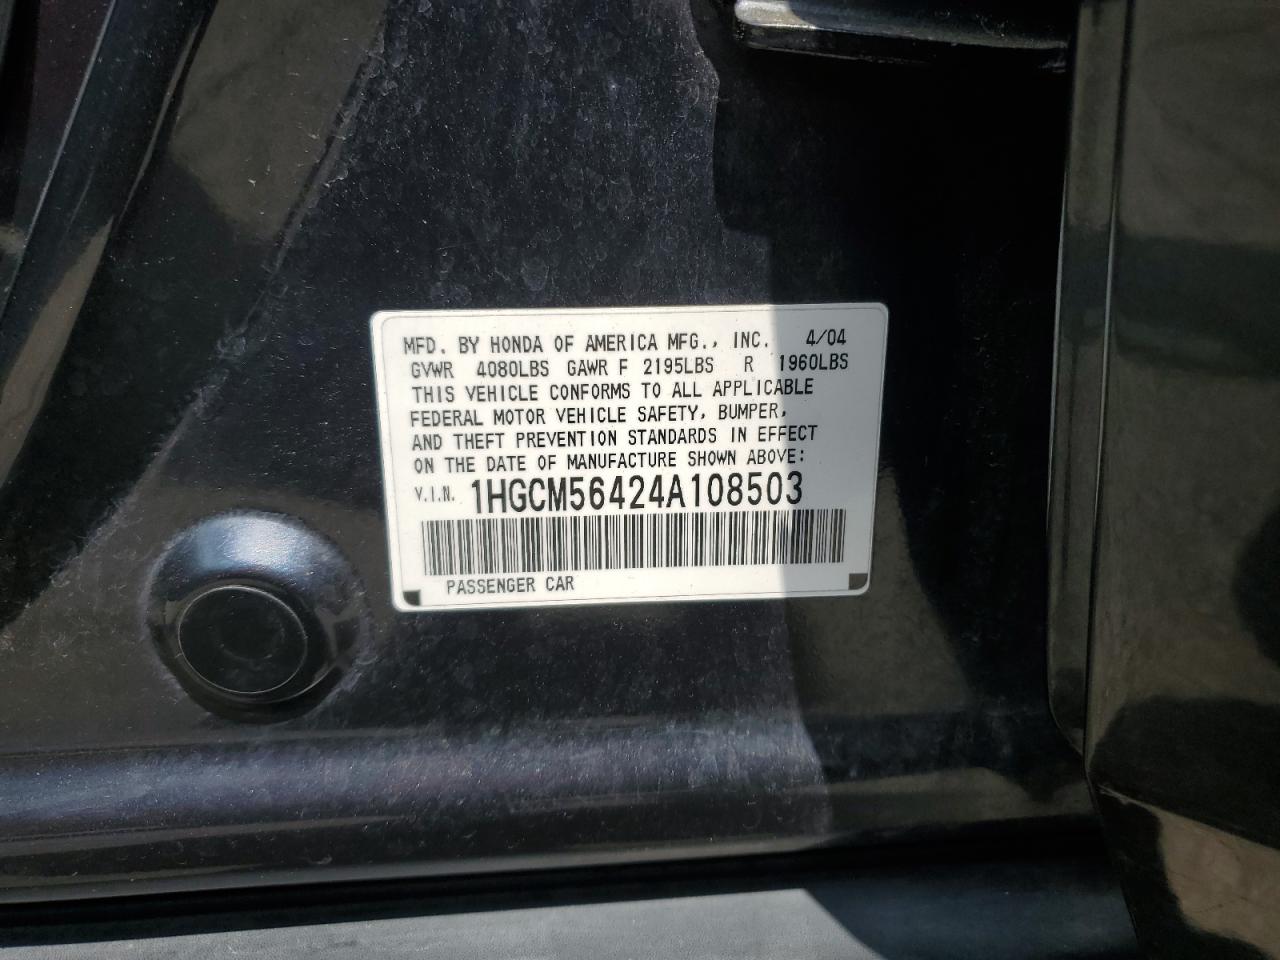 MFD. BY HONDA OF AMERICA MFG., INC. 4/04
GVWR 4080LBS GAWR F 2195LBS R 1960LBS
THIS VEHICLE CONFORMS TO ALL APPLICABLE
FEDERAL MOTOR VEHICLE SAFETY, BUMPER,
AND THEFT PREVENTION STANDARDS IN EFFECT
ON THE DATE OF MANUFACTURE SHOWN ABOVE:
V.I.N. 1HGCM56424A108503
PASSENGER CAR